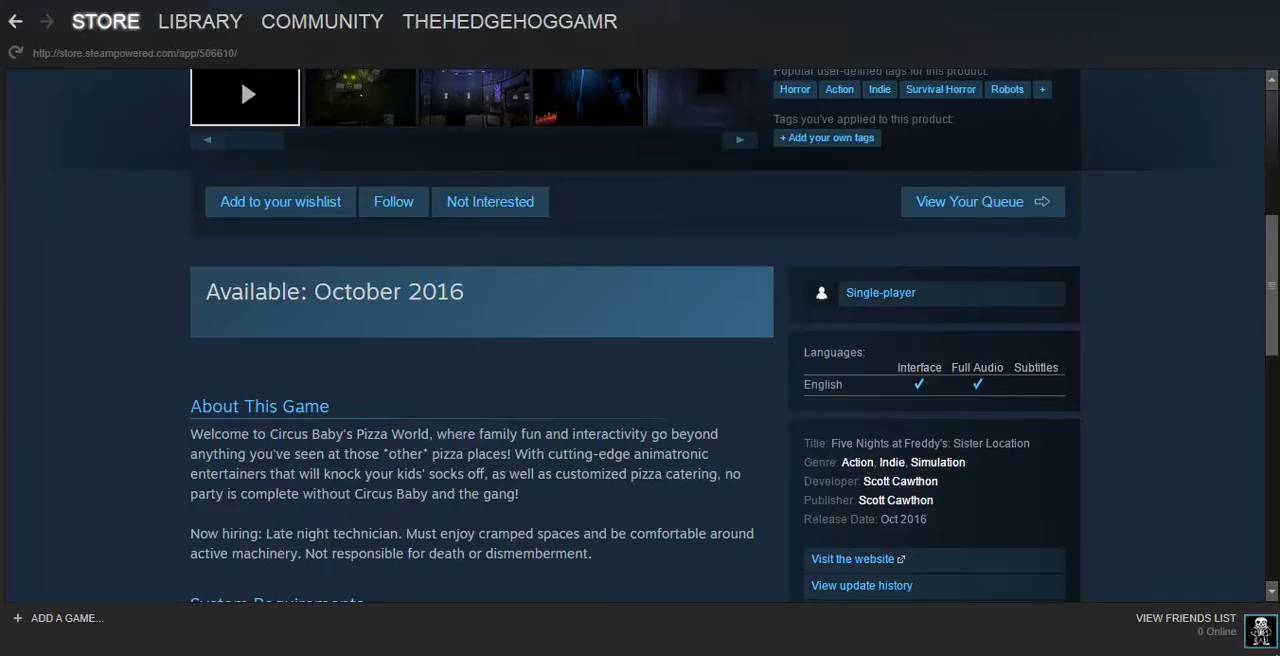 STORE LIBRARY COMMUNITY THEHEDGEHOGGAMR
http://store.steampowered.com/app/506610/
Popular user-defined tags for this product:
Horror Action Indie Survival Horror Robots +
Tags you've applied to this product:
+ Add your own tags
Add to your wishlist Follow Not Interested View Your Queue
Available: October 2016
Single-player
Languages:
Interface Full Audio Subtitles
English ✓ ✓
About This Game
Welcome to Circus Baby's Pizza World, where family fun and interactivity go beyond
anything you've seen at those *other* pizza places! With cutting-edge animatronic
entertainers that will knock your kids' socks off, as well as customized pizza catering, no
party is complete without Circus Baby and the gang!
Now hiring: Late night technician. Must enjoy cramped spaces and be comfortable around
active machinery. Not responsible for death or dismemberment.
System Requirements
Title: Five Nights at Freddy's: Sister Location
Genre: Action, Indie, Simulation
Developer: Scott Cawthon
Publisher: Scott Cawthon
Release Date: Oct 2016
Visit the website
View update history
+ ADD A GAME...
VIEW FRIENDS LIST
0 Online